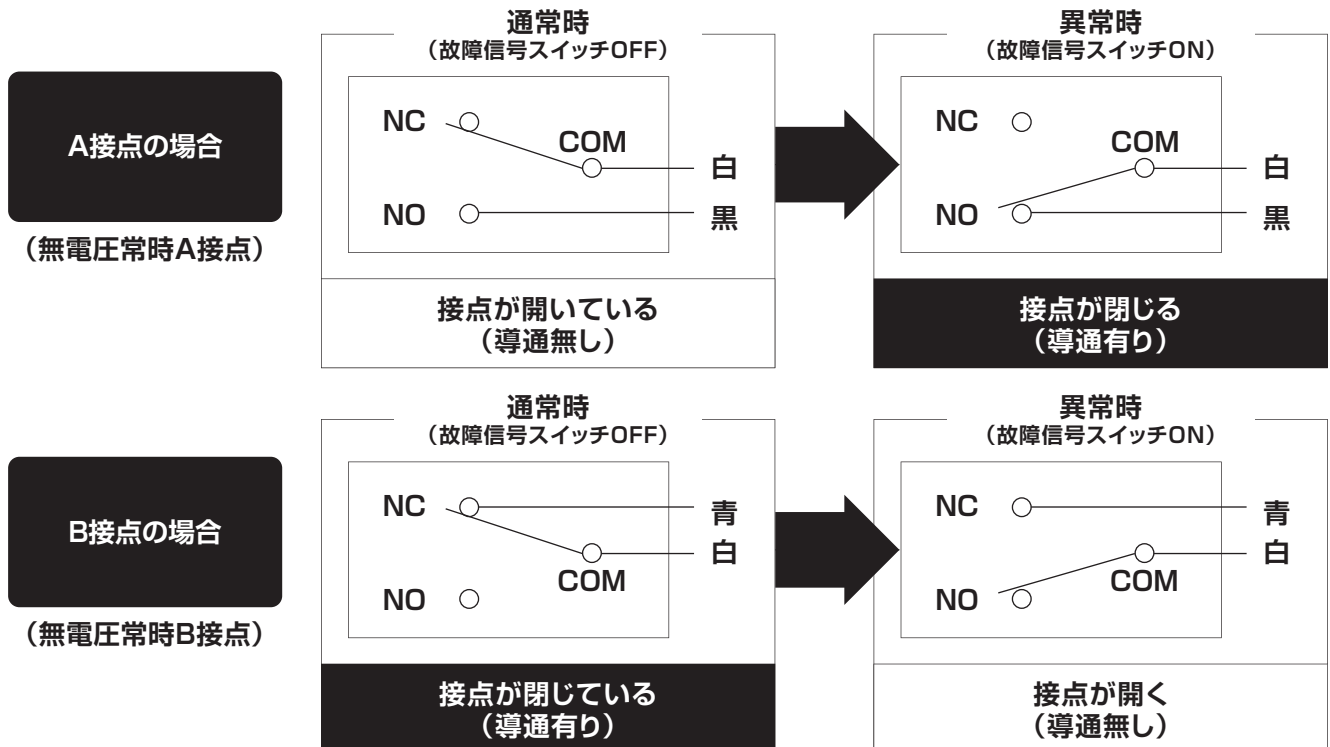 A接点の場合
（無電圧常時A接点）
通常時
（故障信号スイッチOFF）
NC
COM
白
NO
黒
接点が開いている
（導通無し）
異常時
（故障信号スイッチON）
NC
COM
白
NO
黒
接点が閉じる
（導通有り）
B接点の場合
（無電圧常時B接点）
通常時
（故障信号スイッチOFF）
NC
青
白
COM
NO
接点が閉じている
（導通有り）
異常時
（故障信号スイッチON）
NC
青
白
COM
NO
接点が開く
（導通無し）